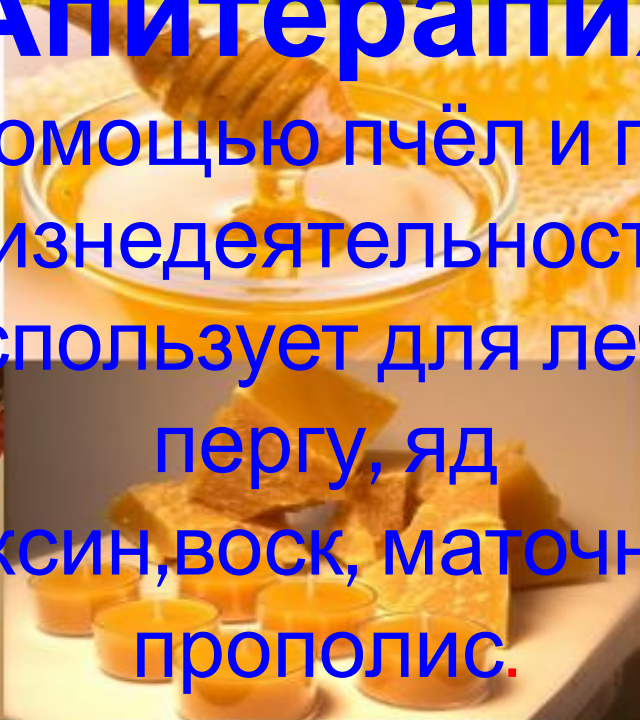 Апитерапия
омощью пчёл и п
изнедеятельност
спользует для ле
пергу, яд
ксин,воск, маточн
прополис.